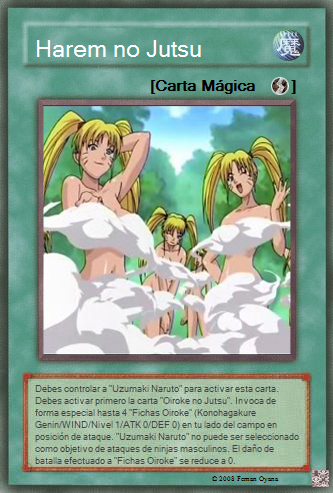 Harem no Jutsu
魔
[Carta Mágica ]
Debes controlar a "Uzumaki Naruto" para activar esta carta.
Debes activar primero la carta "Oiroke no Jutsu". Invoca de
forma especial hasta 4 "Fichas Oiroke" (Konohagakure
Genin/WIND/Nivel 1/ATK 0/DEF 0) en tu lado del campo en
posición de ataque. "Uzumaki Naruto" no puede ser seleccionado
como objetivo de ataques de ninjas masculinos. El daño de
batalla efectuado a "Fichas Oiroke" se reduce a 0.
©2008 Fernan Oyana